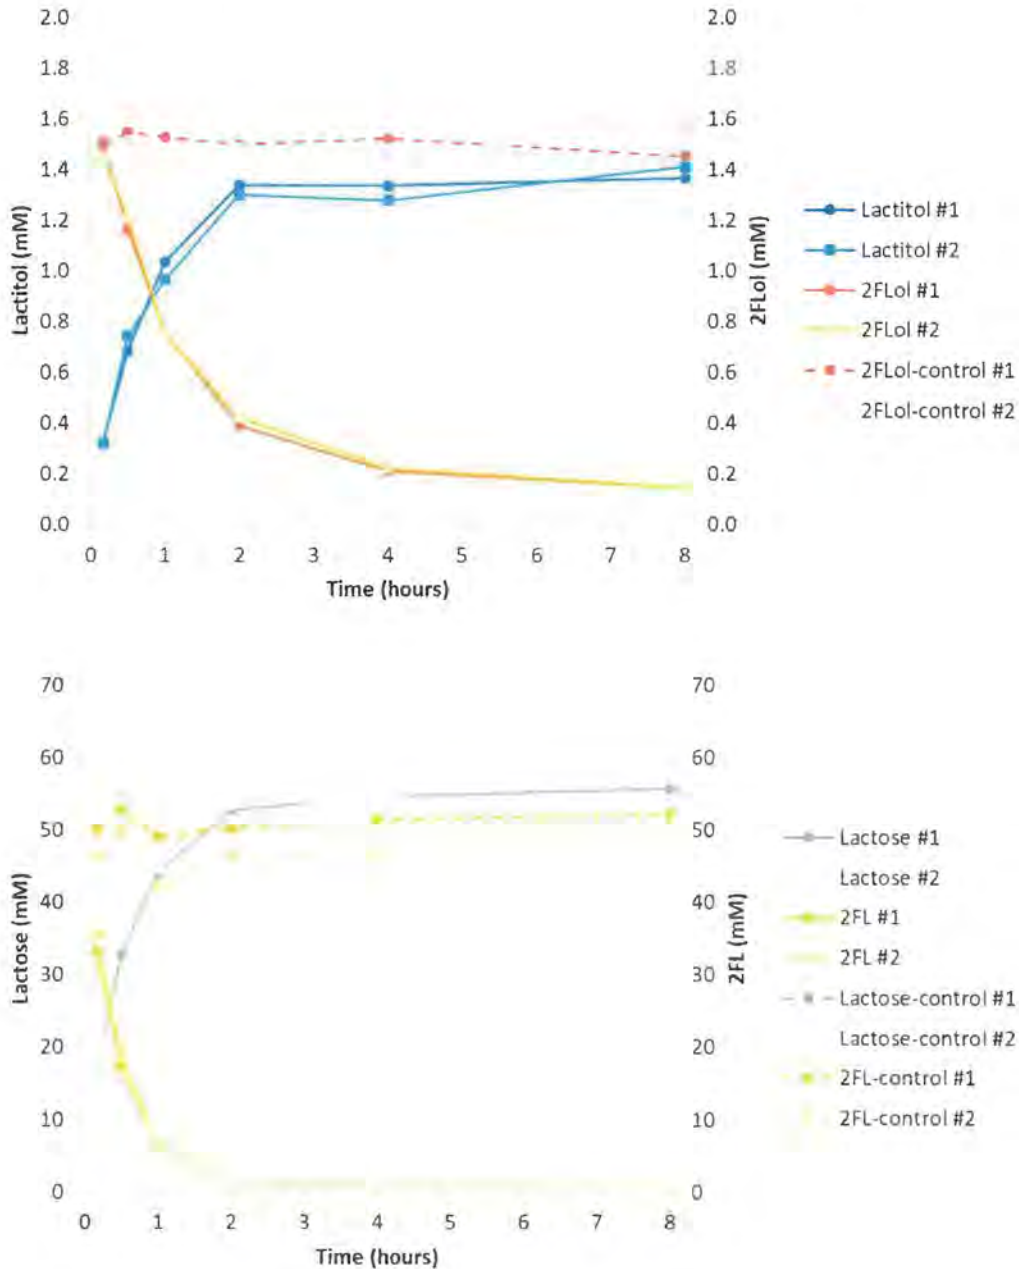 2.0 2.0
1.8 1.8
1.6 1.6
1.4 1.4
1.2 1.2
1.0 1.0
0.8 0.8
0.6 0.6
0.4 0.4
0.2 0.2
0.0 0.0
Lactitol (mM)
2FLol (mM)
0 1 2 3 4 5 6 7 8
Time (hours)
Lactitol #1
Lactitol #2
2FLol #1
2FLol #2
2FLol-control #1
2FLol-control #2
70 70
60 60
50 50
40 40
30 30
20 20
10 10
0 0
Lactose (mM)
2FL (mM)
0 1 2 3 4 5 6 7 8
Time (hours)
Lactose #1
Lactose #2
2FL #1
2FL #2
Lactose-control #1
Lactose-control #2
2FL-control #1
2FL-control #2